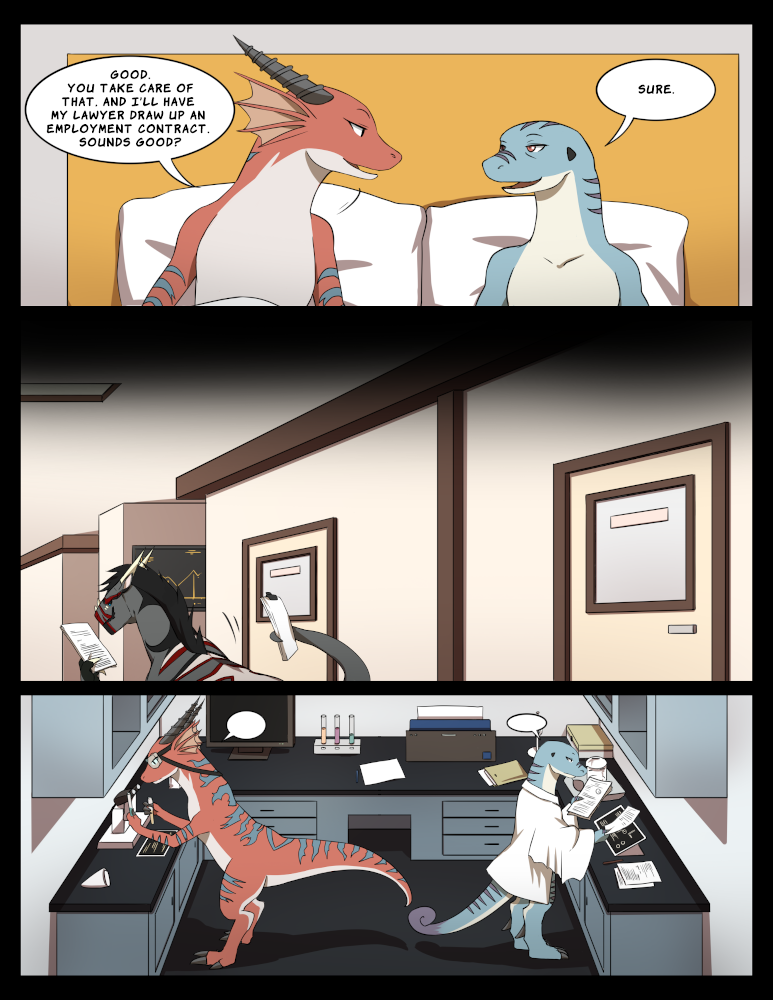 GOOD.
YOU TAKE CARE OF
THAT, AND I'LL HAVE
MY LAWYER DRAW UP AN
EMPLOYMENT CONTRACT.
SOUNDS GOOD?
SURE.